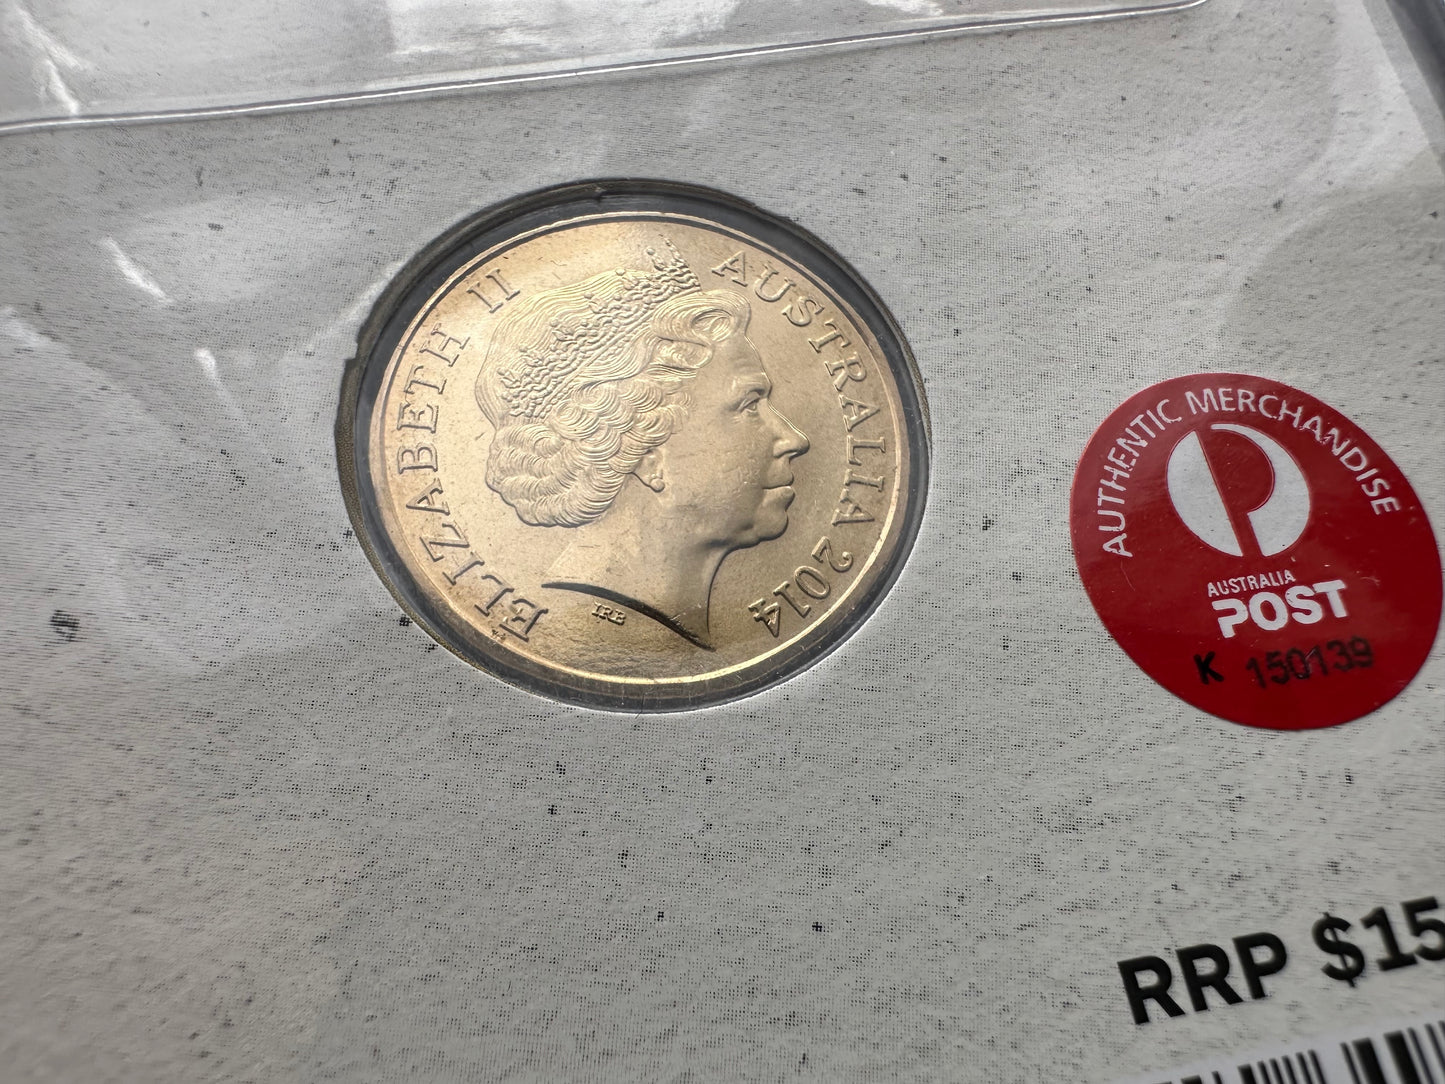 ELIZABETH II
AUSTRALIA 2014
IRB
AUTHENTIC MERCHANDISE
AUSTRALIA
POST
K 150139
RRP $15